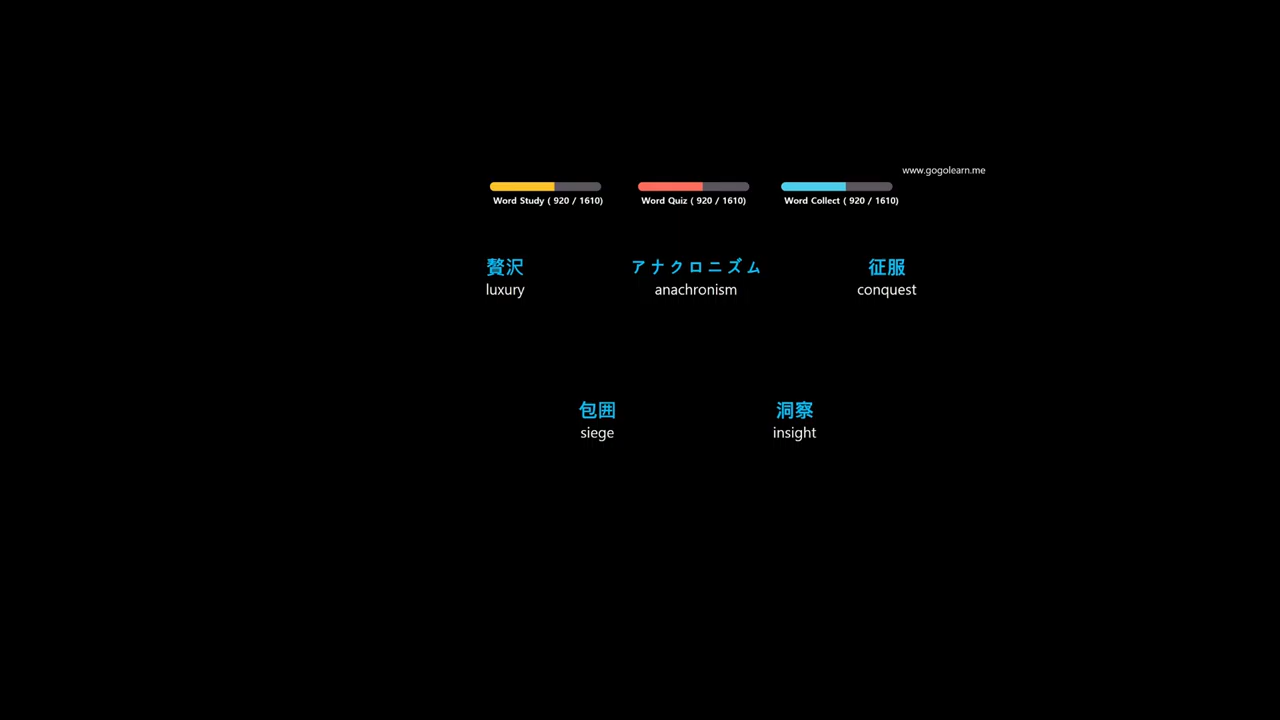 www.gogolearn.me
Word Study ( 920 / 1610)
Word Quiz ( 920 / 1610)
Word Collect ( 920 / 1610)
贅沢
luxury
アナクロニズム
anachronism
征服
conquest
包囲
siege
洞察
insight